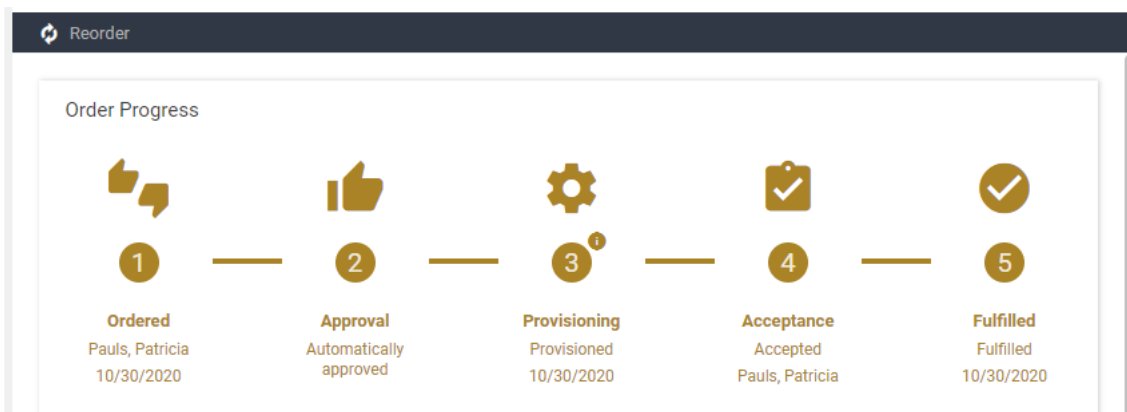 Reorder
Order Progress
i
1 2 3 4 5
Ordered Approval Provisioning Acceptance Fulfilled
Pauls, Patricia Automatically Provisioned Accepted Fulfilled
10/30/2020 approved 10/30/2020 Pauls, Patricia 10/30/2020